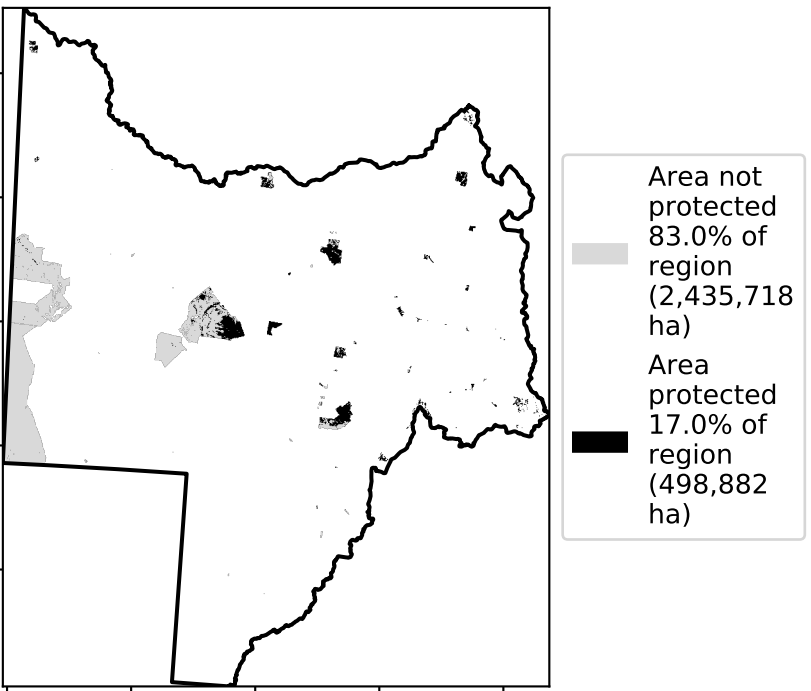 Area not
protected
83.0% of
region
(2,435,718
ha)
Area
protected
17.0% of
region
(498,882
ha)